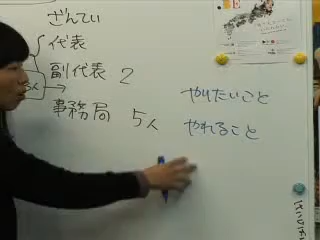 ざんてい
代表
副代表 2
事務局 5人
やりたいこと
やれること